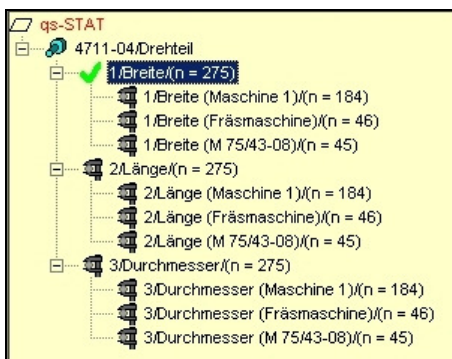 qs-STAT
4711-04/Drehteil
1/Breite/(n = 275)
1/Breite (Maschine 1)/(n = 184)
1/Breite (Fräsmaschine)/(n = 46)
1/Breite (M 75/43-08)/(n = 45)
2/Länge/(n = 275)
2/Länge (Maschine 1)/(n = 184)
2/Länge (Fräsmaschine)/(n = 46)
2/Länge (M 75/43-08)/(n = 45)
3/Durchmesser/(n = 275)
3/Durchmesser (Maschine 1)/(n = 184)
3/Durchmesser (Fräsmaschine)/(n = 46)
3/Durchmesser (M 75/43-08)/(n = 45)